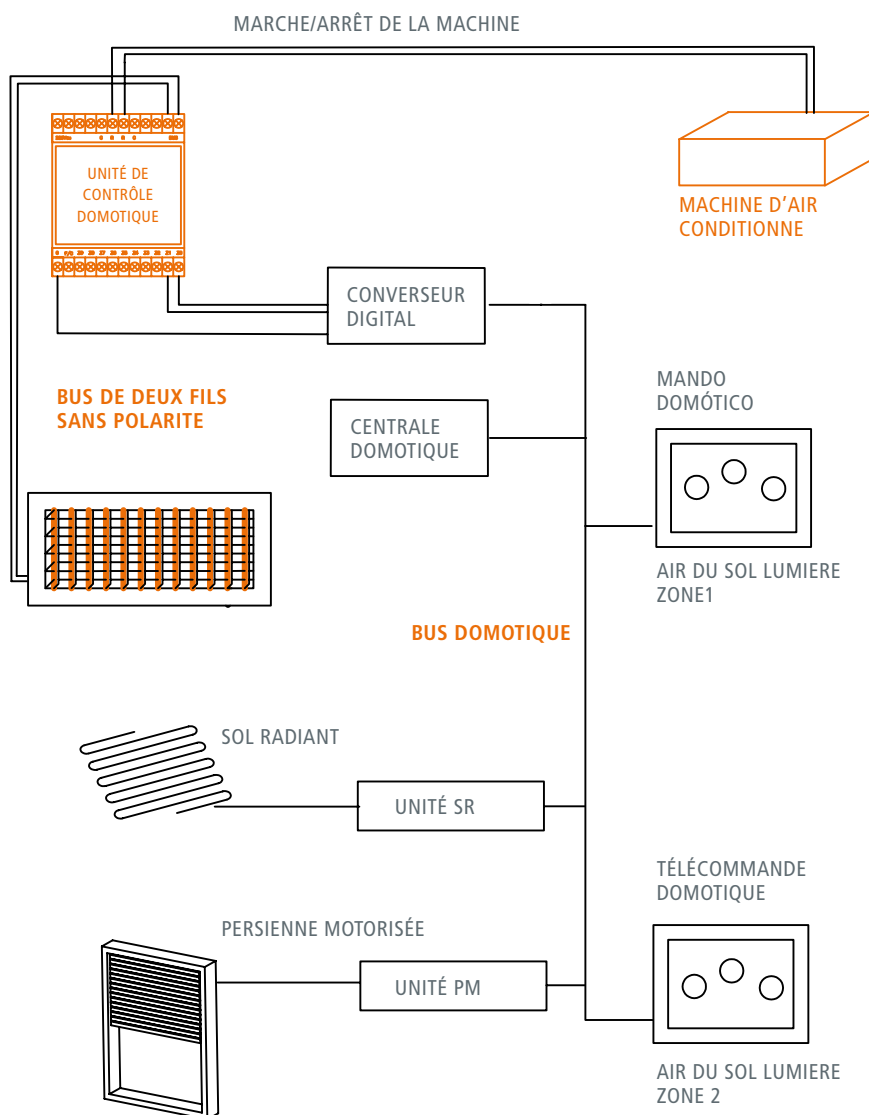 MARCHE/ARRÊT DE LA MACHINE
UNITÉ DE
CONTRÔLE
DOMOTIQUE
MACHINE D'AIR
CONDITIONNE
CONVERSEUR
DIGITAL
BUS DE DEUX FILS
SANS POLARITE
CENTRALE
DOMOTIQUE
MANDO
DOMÓTICO
AIR DU SOL LUMIERE
ZONE1
BUS DOMOTIQUE
SOL RADIANT
UNITÉ SR
TÉLÉCOMMANDE
DOMOTIQUE
PERSIENNE MOTORISÉE
UNITÉ PM
AIR DU SOL LUMIERE
ZONE 2